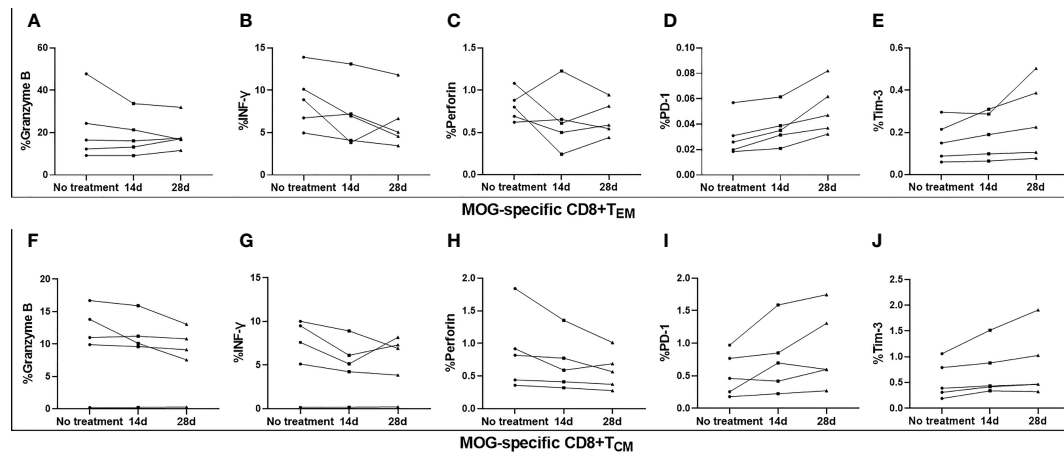 A B C D E
%Granzyme B
60
40
20
0
No treatment 14d 28d
%INF-γ
15
10
5
0
No treatment 14d 28d
%Perforin
1.5
1.0
0.5
0.0
No treatment 14d 28d
%PD-1
0.10
0.08
0.06
0.04
0.02
0.00
No treatment 14d 28d
%Tim-3
0.6
0.4
0.2
0.0
No treatment 14d 28d
MOG-specific CD8+TEM
F G H I J
%Granzyme B
20
15
10
5
0
No treatment 14d 28d
%INF-γ
15
10
5
0
No treatment 14d 28d
%Perforin
2.0
1.5
1.0
0.5
0.0
No treatment 14d 28d
%PD-1
2.0
1.5
1.0
0.5
0.0
No treatment 14d 28d
%Tim-3
2.5
2.0
1.5
1.0
0.5
0.0
No treatment 14d 28d
MOG-specific CD8+TCM